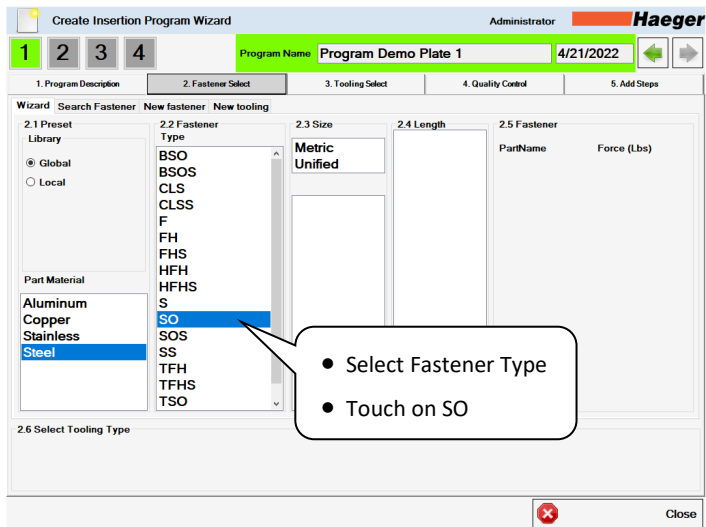 Create Insertion Program Wizard
Administrator
Haeger
1 2 3 4
Program Name Program Demo Plate 1 4/21/2022
1. Program Description 2. Fastener Select 3. Tooling Select 4. Quality Control 5. Add Steps
Wizard Search Fastener New fastener New tooling
2.1 Preset
Library
Global
Local
Part Material
Aluminum
Copper
Stainless
Steel
2.2 Fastener
Type
BSO
BSOS
CLS
CLSS
F
FH
FHS
HFH
HFHS
S
SO
SOS
SS
TFH
TFHS
TSO
2.3 Size
Metric
Unified
2.4 Length
2.5 Fastener
PartName Force (Lbs)
• Select Fastener Type
• Touch on SO
2.6 Select Tooling Type
Close